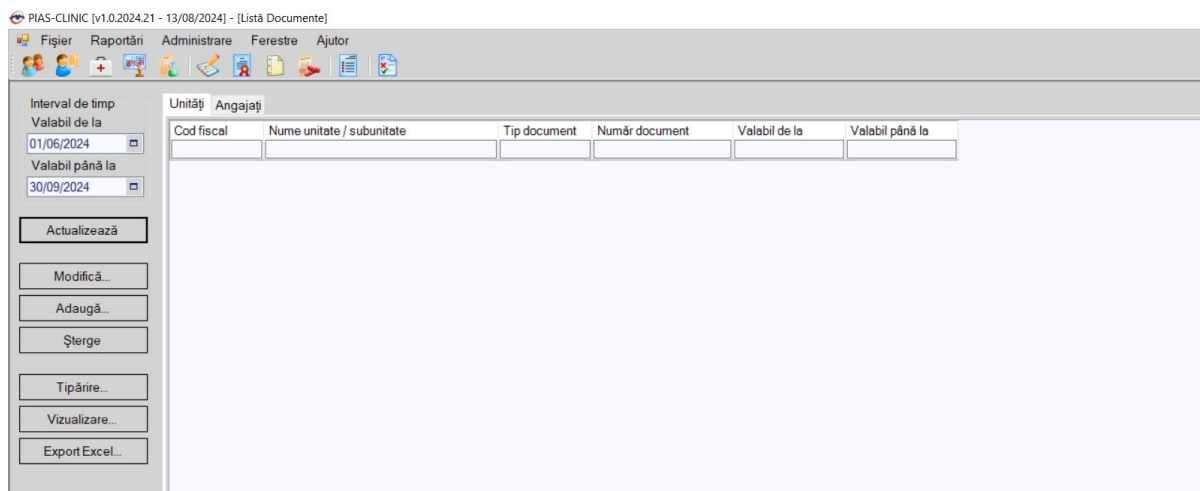 PIAS-CLINIC [v1.0.2024.21 - 13/08/2024] - [Listă Documente]
Fişier Raportări Administrare Ferestre Ajutor
Interval de timp
Valabil de la
01/06/2024
Valabil până la
30/09/2024
Actualizează
Modifică...
Adaugă...
Şterge
Tipărire...
Vizualizare...
Export Excel...
Unităţi Angajaţi
Cod fiscal Nume unitate / subunitate Tip document Număr document Valabil de la Valabil până la